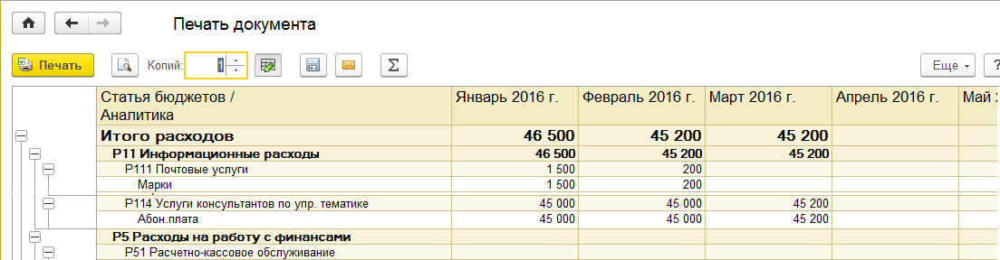 Печать документа
Печать Копий: 1 Σ Еще ?
Статья бюджетов / Январь 2016 г. Февраль 2016 г. Март 2016 г. Апрель 2016 г. Май
Аналитика
Итого расходов 46 500 45 200 45 200
Р11 Информационные расходы 46 500 45 200 45 200
Р111 Почтовые услуги 1 500 200
Марки 1 500 200
Р114 Услуги консультантов по упр. тематике 45 000 45 000 45 200
Абон.плата 45 000 45 000 45 200
Р5 Расходы на работу с финансами
Р51 Расчетно-кассовое обслуживание